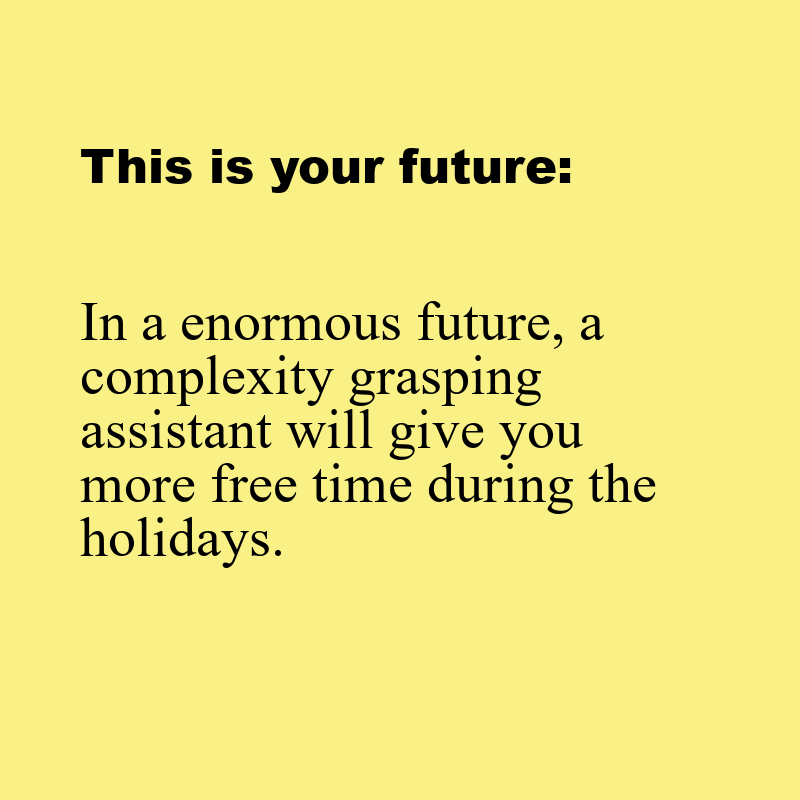 This is your future:
In a enormous future, a
complexity grasping
assistant will give you
more free time during the
holidays.